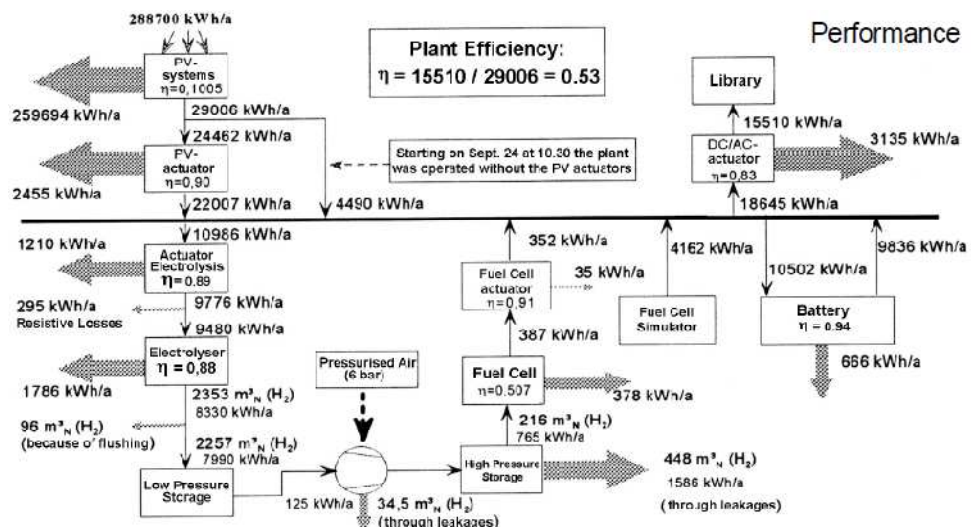 Performance
288700 kWh/a
PV-
systems
η=0,1005
259694 kWh/a
29006 kWh/a
24462 kWh/a
PV-
actuator
η=0,90
2455 kWh/a
22007 kWh/a
4490 kWh/a
Plant Efficiency:
η = 15510 / 29006 = 0.53
Starting on Sept. 24 at 10.30 the plant
was operated without the PV actuators
Library
15510 kWh/a
3135 kWh/a
DC/AC-
actuator
η=0,83
18645 kWh/a
10986 kWh/a
1210 kWh/a
Actuator
Electrolysis
η=0.89
295 kWh/a
Resistive Losses
9776 kWh/a
9480 kWh/a
Electrolyser
η = 0,88
1786 kWh/a
2353 m³N (H₂)
8330 kWh/a
96 m³N (H₂)
(because of flushing)
2257 m³N (H₂)
7990 kWh/a
Low Pressure
Storage
125 kWh/a
Pressurised Air
(6 bar)
34,5 m³N (H₂)
(through leakages)
352 kWh/a
Fuel Cell
actuator
η=0,91
35 kWh/a
387 kWh/a
Fuel Cell
η=0,507
378 kWh/a
216 m³N (H₂)
765 kWh/a
High Pressure
Storage
448 m³N (H₂)
1586 kWh/a
(through leakages)
4162 kWh/a
Fuel Cell
Simulator
10502 kWh/a
9836 kWh/a
Battery
η = 0.94
666 kWh/a